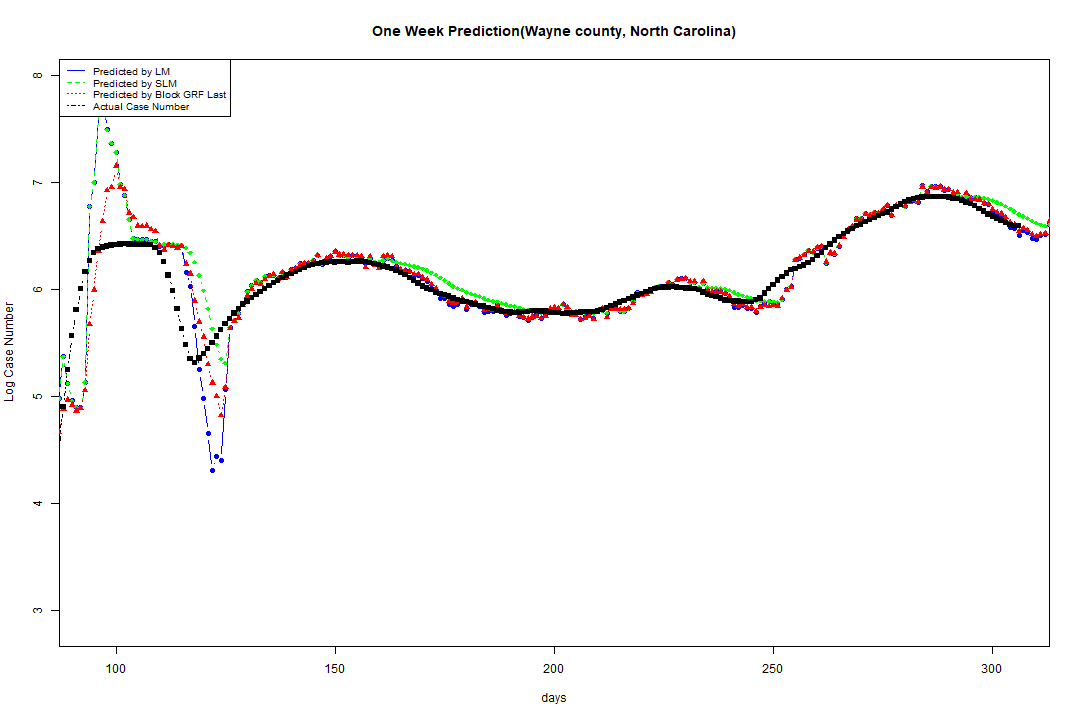 One Week Prediction(Wayne county, North Carolina)
Predicted by LM
Predicted by SLM
Predicted by Block GRF Last
Actual Case Number
8
7
6
5
4
3
Log Case Number
100 150 200 250 300
days